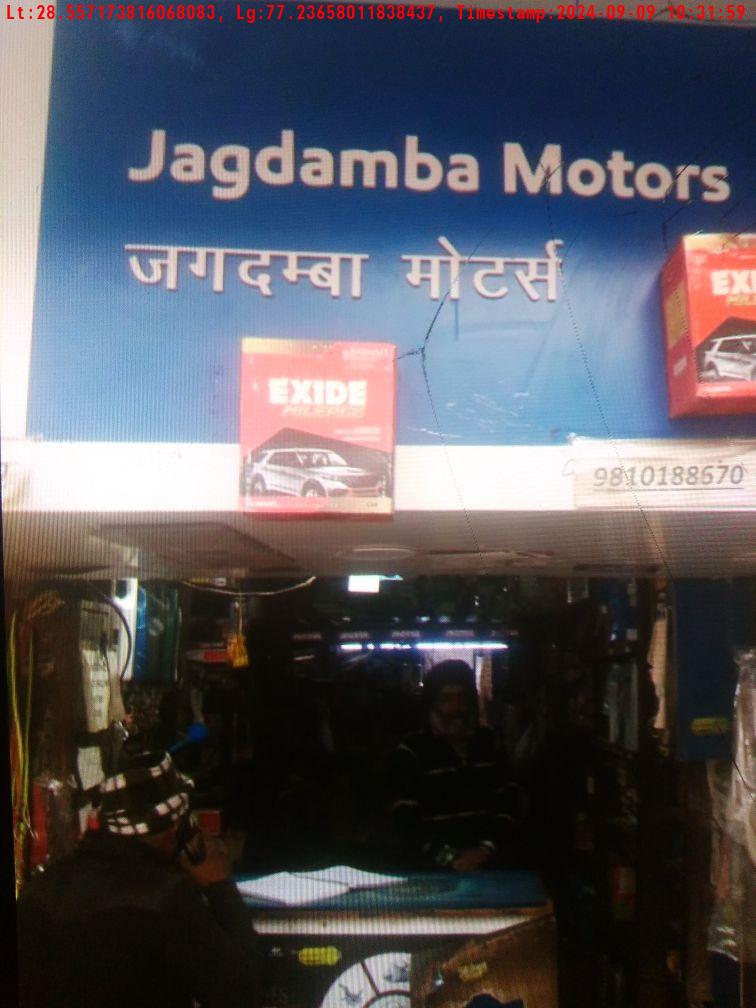 Lt:28.557173816068083, Lg:77.23658011838437, Timestamp:2024-09-09 10:31:59
Jagdamba Motors
जगदम्बा मोटर्स
EXIDE
MILEAGE
EXI
9810188670